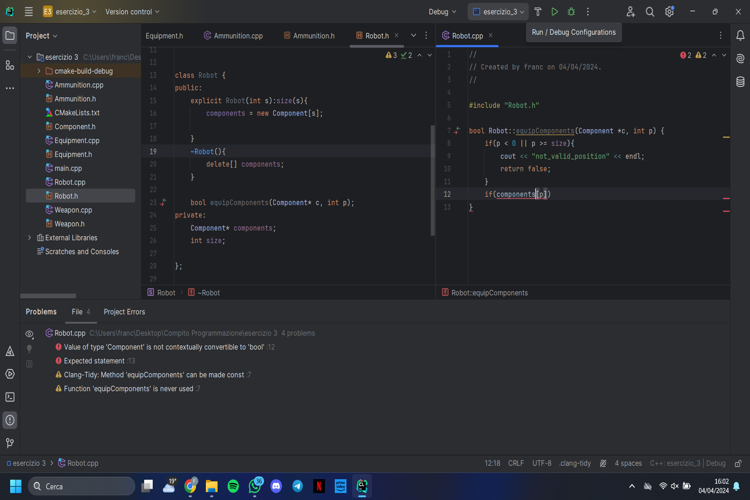 E3 esercizio_3 Version control Debug esercizio_3
Run / Debug Configurations
Project
esercizio 3 C:\Users\franc\Des
cmake-build-debug
Ammunition.cpp
Ammunition.h
CMakeLists.txt
Component.h
Equipment.cpp
Equipment.h
main.cpp
Robot.cpp
Robot.h
Weapon.cpp
Weapon.h
External Libraries
Scratches and Consoles
Equipment.h Ammunition.cpp Ammunition.h Robot.h
3 2
11
12
13 class Robot {
14 public:
15 explicit Robot(int s):size(s){
16 components = new Component[s];
17
18 }
19 ~Robot(){
20 delete[] components;
21 }
22
23 bool equipComponents(Component* c, int p);
24 private:
25 Component* components;
26 int size;
27
28 };
29
Robot ~Robot
Robot.cpp
2 2
1 //
2 // Created by franc on 04/04/2024.
3 //
4
5 #include "Robot.h"
6
7 bool Robot::equipComponents(Component *c, int p) {
8 if(p < 0 || p >= size){
9 cout << "not_valid_position" << endl;
10 return false;
11 }
12 if(components[p])
13 }
Robot::equipComponents
Problems File 4 Project Errors
Robot.cpp C:\Users\franc\Desktop\Compito Programmazione\esercizio 3 4 problems
Value of type 'Component' is not contextually convertible to 'bool' :12
Expected statement :13
Clang-Tidy: Method 'equipComponents' can be made const :7
Function 'equipComponents' is never used :7
esercizio 3 Robot.cpp 12:18 CRLF UTF-8 .clang-tidy 4 spaces C++: esercizio_3 | Debug
Cerca
19°
16:02
04/04/2024